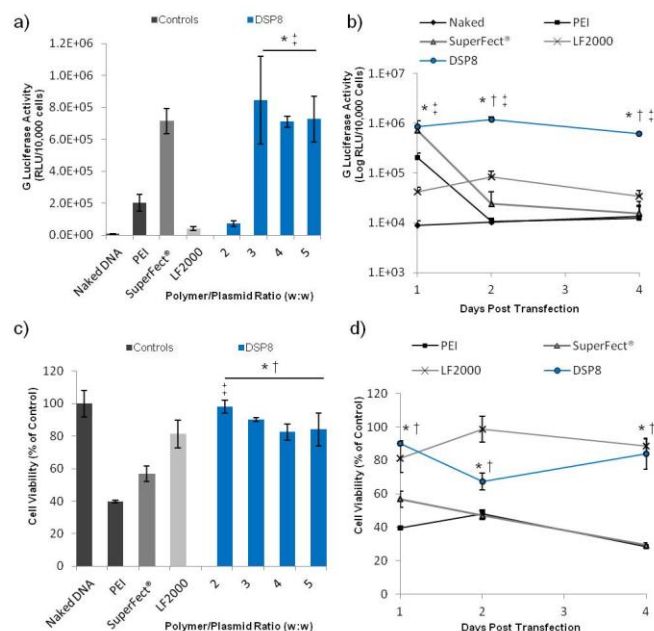 a)
Controls DSP8
G Luciferase Activity
(RLU/10,000 cells)
1.2E+06
1.0E+06
8.0E+05
6.0E+05
4.0E+05
2.0E+05
0.0E+00
* ‡
Naked DNA PEI SuperFect® LF2000 2 3 4 5
Polymer/Plasmid Ratio (w:w)
b)
Naked PEI
SuperFect® LF2000
DSP8
G Luciferase Activity
(Log RLU/10,000 Cells)
1.E+07
1.E+06
1.E+05
1.E+04
1.E+03
* ‡ * † ‡ * † ‡
1 2 3 4
Days Post Transfection
c)
Controls DSP8
Cell Viability (% of Control)
120
100
80
60
40
20
0
* †
‡
Naked DNA PEI SuperFect® LF2000 2 3 4 5
Polymer/Plasmid Ratio (w:w)
d)
PEI SuperFect®
LF2000 DSP8
Cell Viability (% of Control)
120
100
80
60
40
20
0
* † * † * †
1 2 3 4
Days Post Transfection